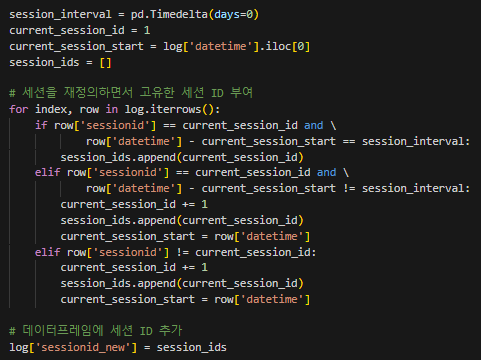 session_interval = pd.Timedelta(days=0)
current_session_id = 1
current_session_start = log['datetime'].iloc[0]
session_ids = []

# 세션을 재정의하면서 고유한 세션 ID 부여
for index, row in log.iterrows():
    if row['sessionid'] == current_session_id and \
            row['datetime'] - current_session_start == session_interval:
        session_ids.append(current_session_id)
    elif row['sessionid'] == current_session_id and \
            row['datetime'] - current_session_start != session_interval:
        current_session_id += 1
        session_ids.append(current_session_id)
        current_session_start = row['datetime']
    elif row['sessionid'] != current_session_id:
        current_session_id += 1
        session_ids.append(current_session_id)
        current_session_start = row['datetime']

# 데이터프레임에 세션 ID 추가
log['sessionid_new'] = session_ids